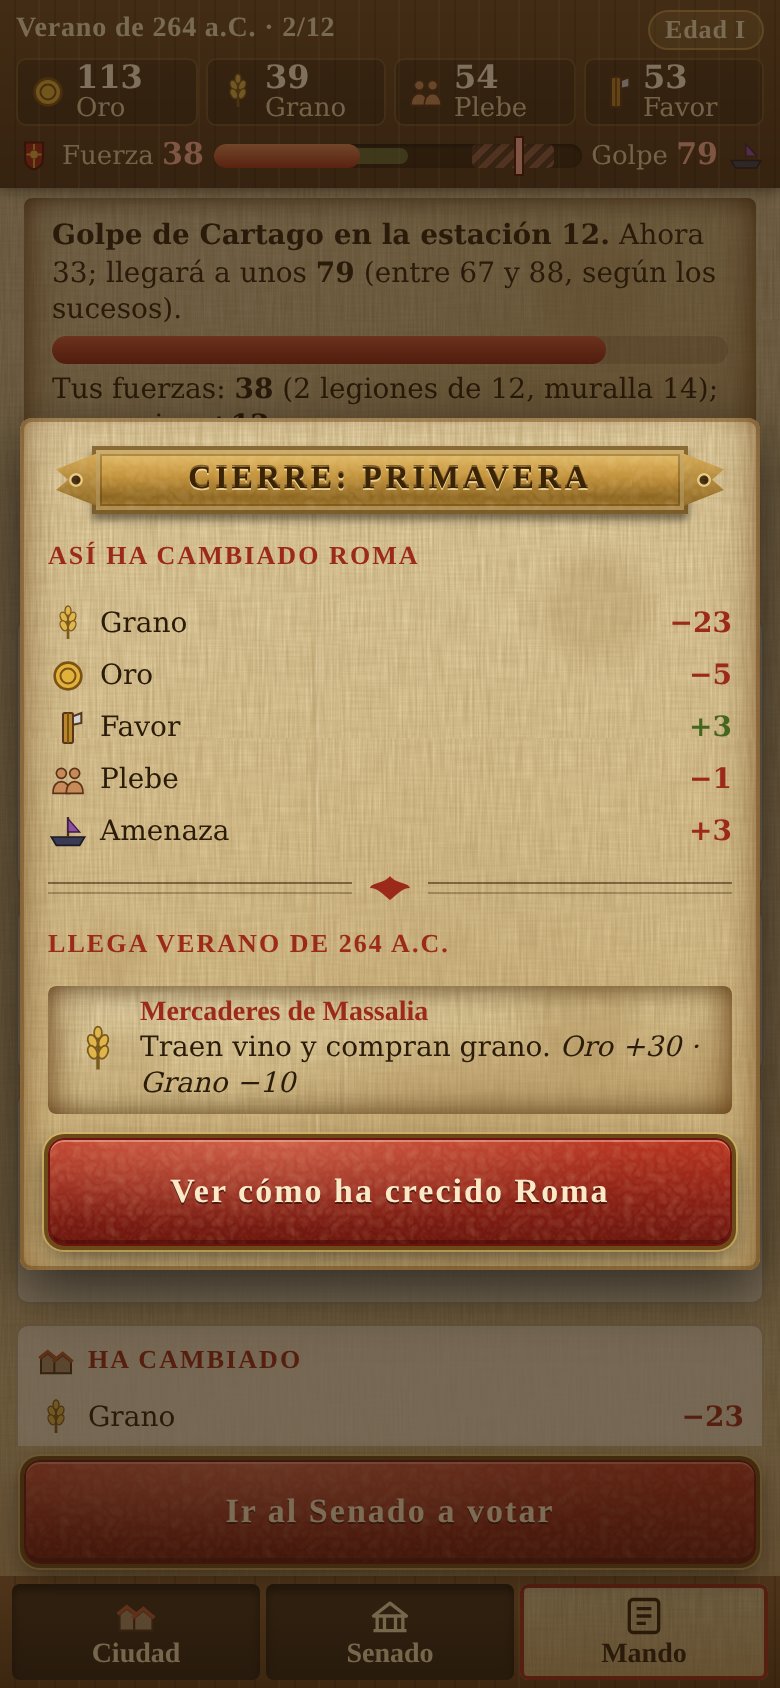 Verano de 264 a.C. · 2/12
Edad I
113
Oro
39
Grano
54
Plebe
53
Favor
Fuerza 38
Golpe 79
Golpe de Cartago en la estación 12. Ahora
33; llegará a unos 79 (entre 67 y 88, según los
sucesos).
Tus fuerzas: 38 (2 legiones de 12, muralla 14);
CIERRE: PRIMAVERA
ASÍ HA CAMBIADO ROMA
Grano −23
Oro −5
Favor +3
Plebe −1
Amenaza +3
LLEGA VERANO DE 264 A.C.
Mercaderes de Massalia
Traen vino y compran grano. Oro +30 ·
Grano −10
Ver cómo ha crecido Roma
HA CAMBIADO
Grano −23
Ir al Senado a votar
Ciudad
Senado
Mando